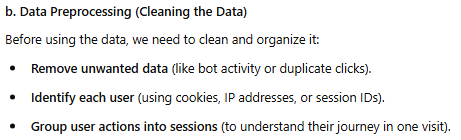 b. Data Preprocessing (Cleaning the Data)
Before using the data, we need to clean and organize it:
• Remove unwanted data (like bot activity or duplicate clicks).
• Identify each user (using cookies, IP addresses, or session IDs).
• Group user actions into sessions (to understand their journey in one visit).